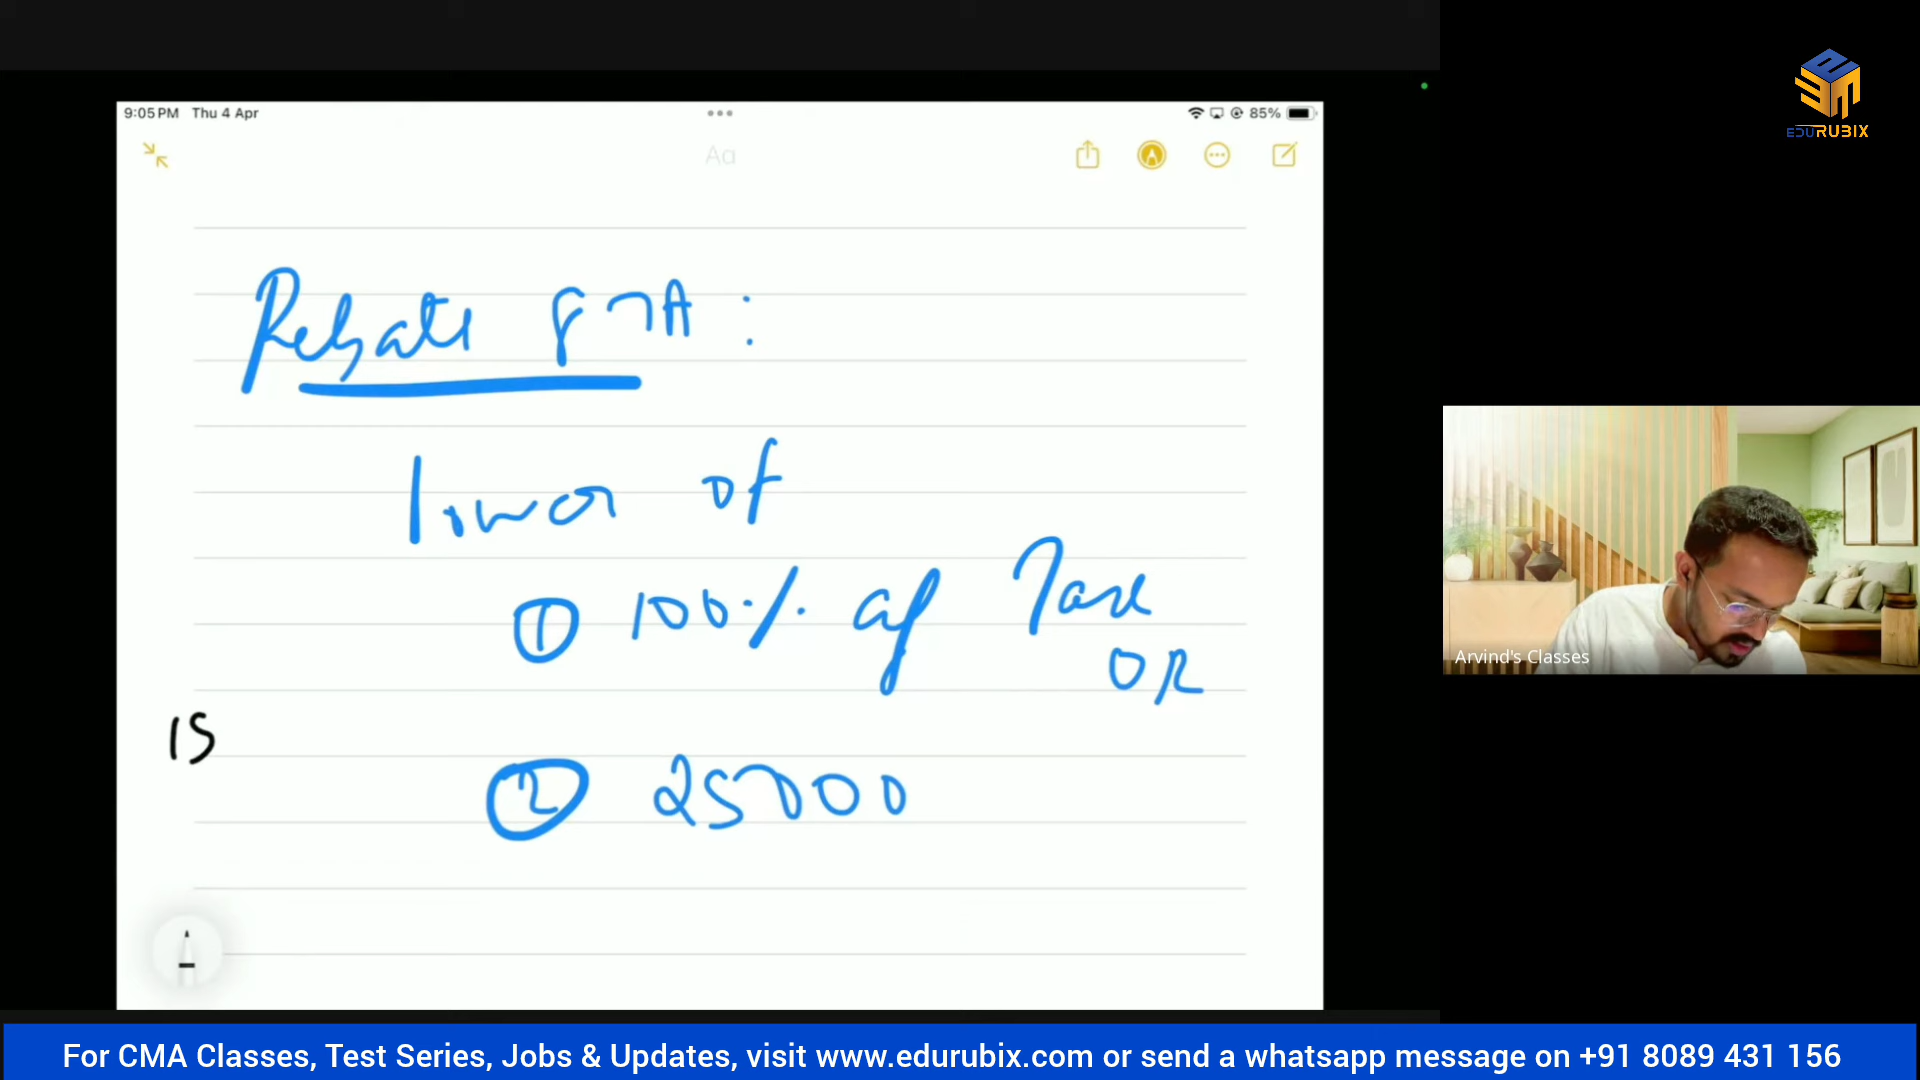 9:05 PM Thu 4 Apr
85%
Aa
EDURUBIX
Rebate 87A :
lower of
① 100% of Tax
OR
15
② 25000
Arvind's Classes
For CMA Classes, Test Series, Jobs & Updates, visit www.edurubix.com or send a whatsapp message on +91 8089 431 156